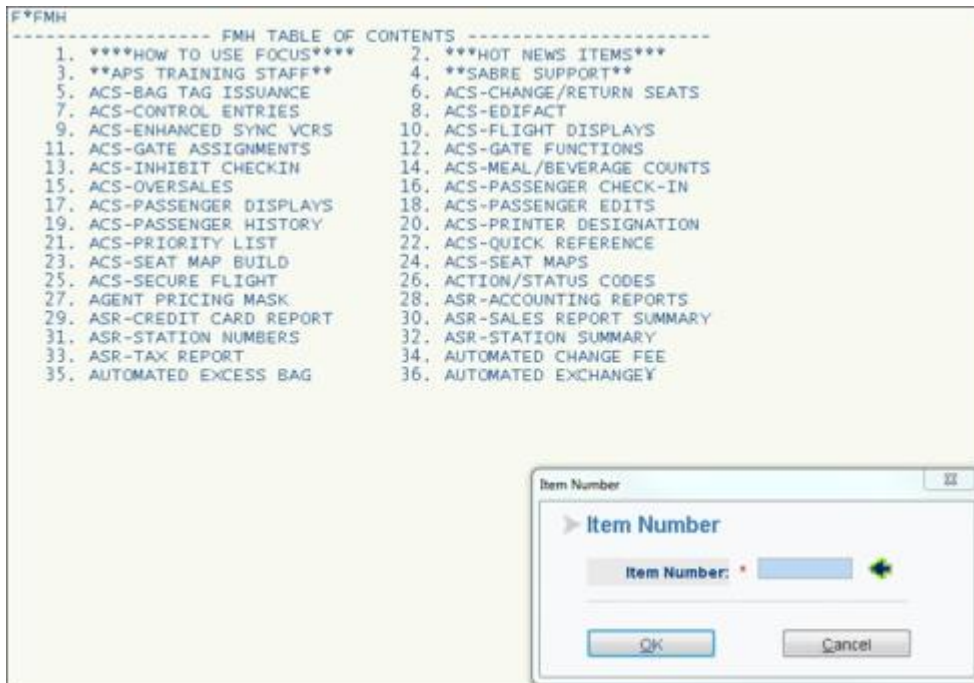 F*FMH
------------------ FMH TABLE OF CONTENTS ----------------------
1. ****HOW TO USE FOCUS**** 2. ***HOT NEWS ITEMS***
3. **APS TRAINING STAFF** 4. **SABRE SUPPORT**
5. ACS-BAG TAG ISSUANCE 6. ACS-CHANGE/RETURN SEATS
7. ACS-CONTROL ENTRIES 8. ACS-EDIFACT
9. ACS-ENHANCED SYNC VCRS 10. ACS-FLIGHT DISPLAYS
11. ACS-GATE ASSIGNMENTS 12. ACS-GATE FUNCTIONS
13. ACS-INHIBIT CHECKIN 14. ACS-MEAL/BEVERAGE COUNTS
15. ACS-OVERSALES 16. ACS-PASSENGER CHECK-IN
17. ACS-PASSENGER DISPLAYS 18. ACS-PASSENGER EDITS
19. ACS-PASSENGER HISTORY 20. ACS-PRINTER DESIGNATION
21. ACS-PRIORITY LIST 22. ACS-QUICK REFERENCE
23. ACS-SEAT MAP BUILD 24. ACS-SEAT MAPS
25. ACS-SECURE FLIGHT 26. ACTION/STATUS CODES
27. AGENT PRICING MASK 28. ASR-ACCOUNTING REPORTS
29. ASR-CREDIT CARD REPORT 30. ASR-SALES REPORT SUMMARY
31. ASR-STATION NUMBERS 32. ASR-STATION SUMMARY
33. ASR-TAX REPORT 34. AUTOMATED CHANGE FEE
35. AUTOMATED EXCESS BAG 36. AUTOMATED EXCHANGE¥
Item Number
Item Number
Item Number: *
OK Cancel